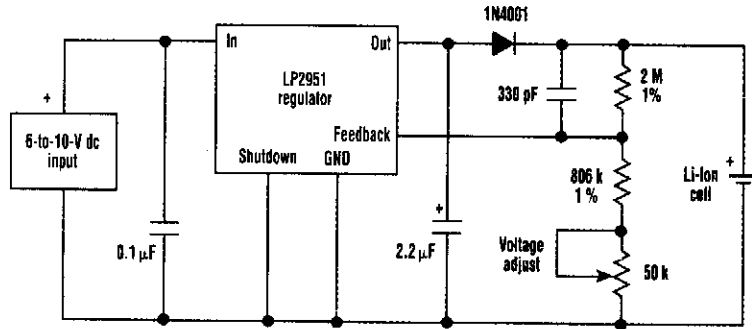 1N4001
In
Out
LP2951
regulator
Feedback
Shutdown
GND
+
6-to-10-V dc
input
0.1 µF
+
2.2 µF
330 pF
2 M
1%
806 k
1 %
Voltage
adjust
50 k
Li-Ion
cell
+